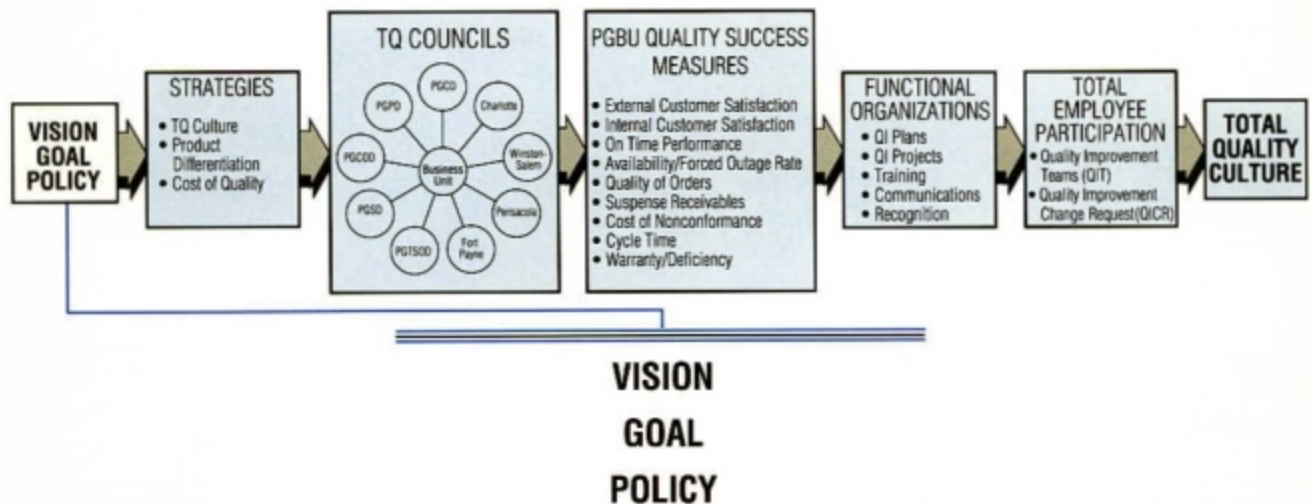 VISION
GOAL
POLICY
STRATEGIES
• TQ Culture
• Product
Differentiation
• Cost of Quality
TQ COUNCILS
PGCD
Charlotte
Winston-
Salem
Pensacola
Fort
Payne
PGTSOD
PGSD
PGCOD
PGPD
Business
Unit
PGBU QUALITY SUCCESS
MEASURES
• External Customer Satisfaction
• Internal Customer Satisfaction
• On Time Performance
• Availability/Forced Outage Rate
• Quality of Orders
• Suspense Receivables
• Cost of Nonconformance
• Cycle Time
• Warranty/Deficiency
FUNCTIONAL
ORGANIZATIONS
• QI Plans
• QI Projects
• Training
• Communications
• Recognition
TOTAL
EMPLOYEE
PARTICIPATION
• Quality Improvement
Teams (QIT)
• Quality Improvement
Change Request(QICR)
TOTAL
QUALITY
CULTURE
VISION
GOAL
POLICY